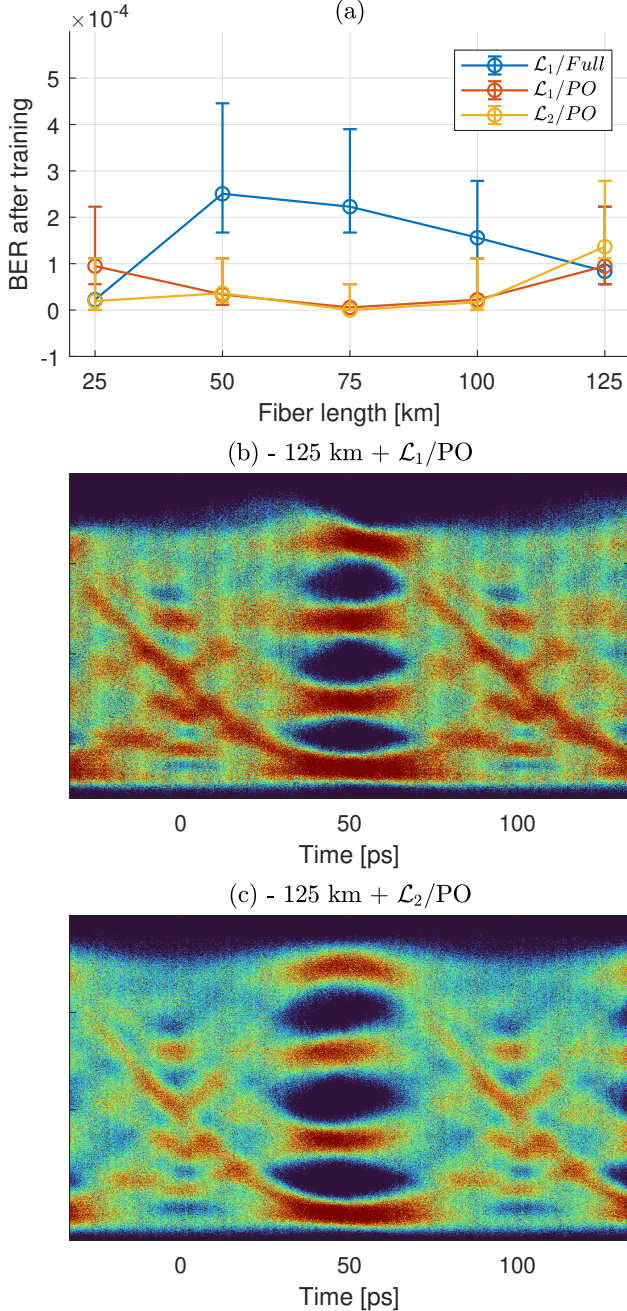 (a)
×10⁻⁴
5
4
3
2
1
0
-1
BER after training
ℒ₁/Full
ℒ₁/PO
ℒ₂/PO
25 50 75 100 125
Fiber length [km]
(b) - 125 km + ℒ₁/PO
0 50 100
Time [ps]
(c) - 125 km + ℒ₂/PO
0 50 100
Time [ps]